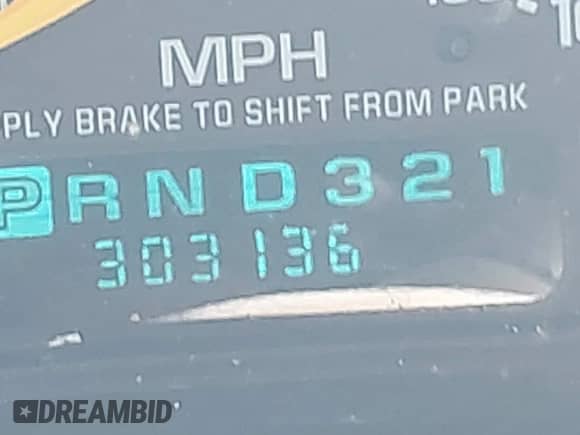 MPH
PLY BRAKE TO SHIFT FROM PARK
P R N D 3 2 1
303136
DREAMBID